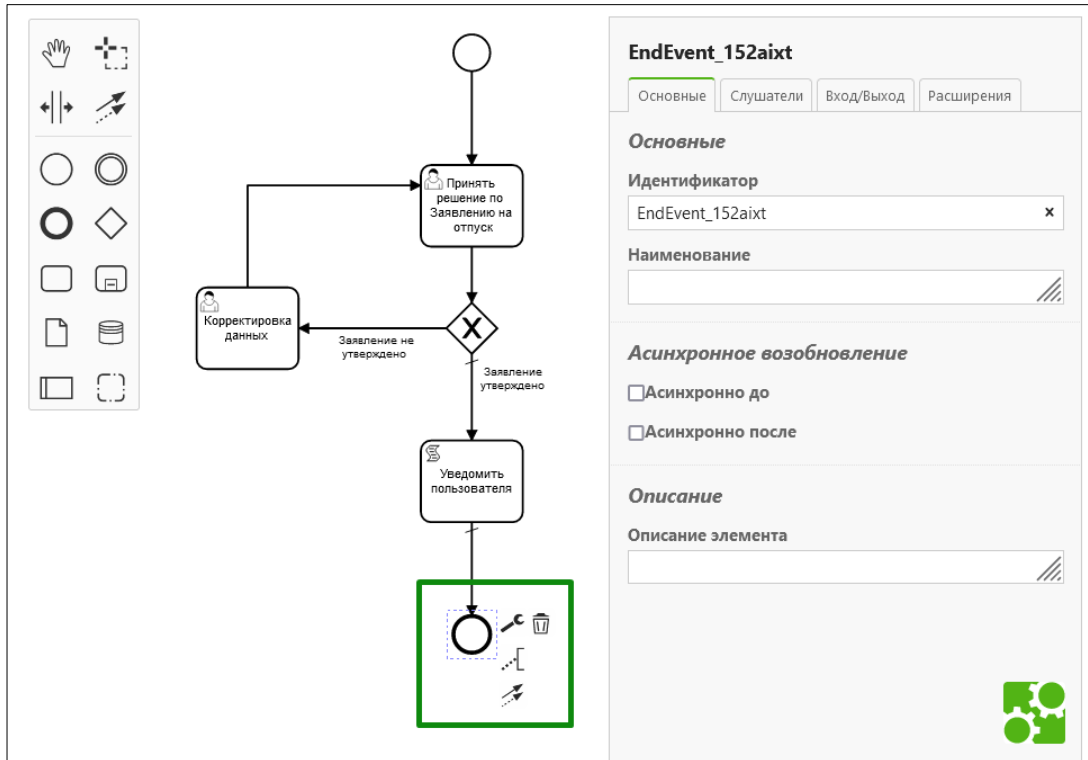 Принять
решение по
Заявлению на
отпуск
Корректировка
данных
Заявление не
утверждено
X
Заявление
утверждено
Уведомить
пользователя
EndEvent_152aixt
Основные
Слушатели
Вход/Выход
Расширения
Основные
Идентификатор
EndEvent_152aixt
Наименование
Асинхронное возобновление
Асинхронно до
Асинхронно после
Описание
Описание элемента